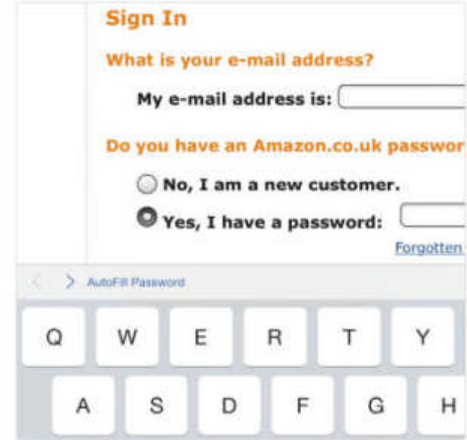 Sign In
What is your e-mail address?
My e-mail address is:
Do you have an Amazon.co.uk passwor
No, I am a new customer.
Yes, I have a password:
Forgotten
AutoFill Password
Q W E R T Y
A S D F G H